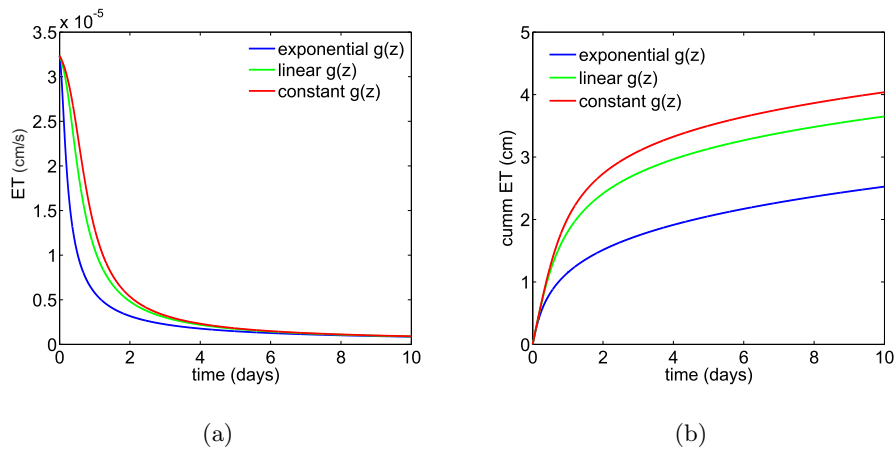 x 10⁻⁵
3.5
3
2.5
2
1.5
1
0.5
0
ET (cm/s)
exponential g(z)
linear g(z)
constant g(z)
0 2 4 6 8 10
time (days)
(a)
5
4
3
2
1
0
cumm ET (cm)
exponential g(z)
linear g(z)
constant g(z)
0 2 4 6 8 10
time (days)
(b)